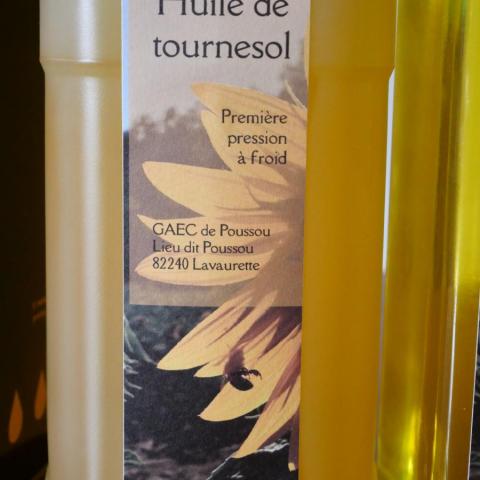 Huile de
tournesol
Première
pression
à froid
GAEC de Poussou
Lieu dit Poussou
82240 Lavaurette